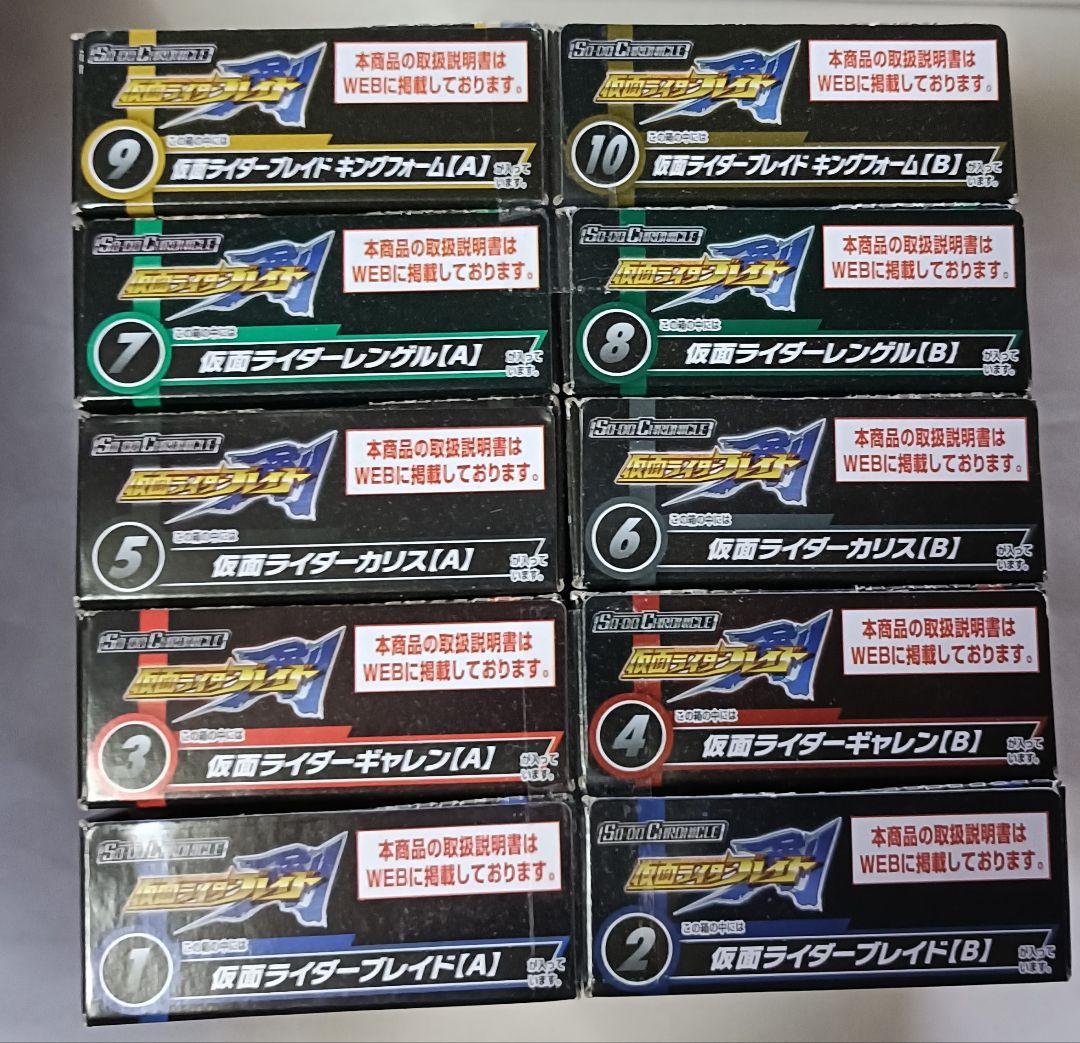 SO-DO CHRONICLE
仮面ライダーブレイド
剣
本商品の取扱説明書は
WEBに掲載しております。
9
この箱の中には
仮面ライダーブレイド キングフォーム【A】
が入って
います。
SO-DO CHRONICLE
仮面ライダーブレイド
剣
本商品の取扱説明書は
WEBに掲載しております。
10
この箱の中には
仮面ライダーブレイド キングフォーム【B】
が入って
います。
SO-DO CHRONICLE
仮面ライダーブレイド
剣
本商品の取扱説明書は
WEBに掲載しております。
7
この箱の中には
仮面ライダーレンゲル【A】
が入って
います。
SO-DO CHRONICLE
仮面ライダーブレイド
剣
本商品の取扱説明書は
WEBに掲載しております。
8
この箱の中には
仮面ライダーレンゲル【B】
が入って
います。
SO-DO CHRONICLE
仮面ライダーブレイド
剣
本商品の取扱説明書は
WEBに掲載しております。
5
この箱の中には
仮面ライダーカリス【A】
が入って
います。
SO-DO CHRONICLE
仮面ライダーブレイド
剣
本商品の取扱説明書は
WEBに掲載しております。
6
この箱の中には
仮面ライダーカリス【B】
が入って
います。
SO-DO CHRONICLE
仮面ライダーブレイド
剣
本商品の取扱説明書は
WEBに掲載しております。
3
この箱の中には
仮面ライダーギャレン【A】
が入って
います。
SO-DO CHRONICLE
仮面ライダーブレイド
剣
本商品の取扱説明書は
WEBに掲載しております。
4
この箱の中には
仮面ライダーギャレン【B】
が入って
います。
SO-DO CHRONICLE
仮面ライダーブレイド
剣
本商品の取扱説明書は
WEBに掲載しております。
1
この箱の中には
仮面ライダーブレイド【A】
が入って
います。
SO-DO CHRONICLE
仮面ライダーブレイド
剣
本商品の取扱説明書は
WEBに掲載しております。
2
この箱の中には
仮面ライダーブレイド【B】
が入って
います。